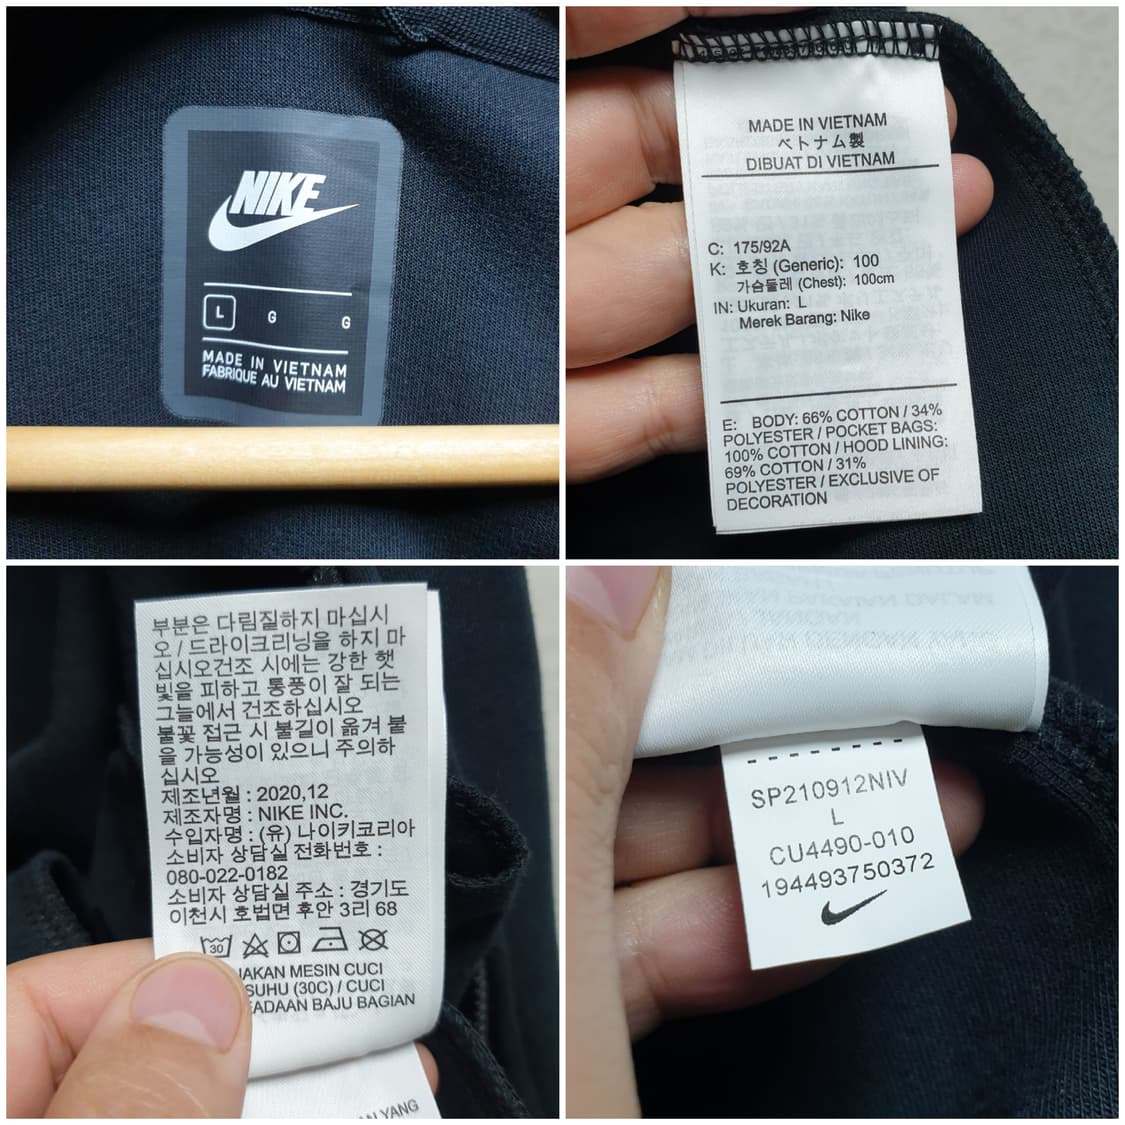 NIKE
L G G
MADE IN VIETNAM
FABRIQUE AU VIETNAM
MADE IN VIETNAM
ベトナム製
DIBUAT DI VIETNAM
C: 175/92A
K: 호칭 (Generic): 100
가슴둘레 (Chest): 100cm
IN: Ukuran: L
Merek Barang: Nike
E: BODY: 66% COTTON / 34%
POLYESTER / POCKET BAGS:
100% COTTON / HOOD LINING:
69% COTTON / 31%
POLYESTER / EXCLUSIVE OF
DECORATION
부분은 다림질하지 마십시
오 / 드라이크리닝을 하지 마
십시오건조 시에는 강한 햇
빛을 피하고 통풍이 잘 되는
그늘에서 건조하십시오
불꽃 접근 시 불길이 옮겨 붙
을 가능성이 있으니 주의하
십시오
제조년월 : 2020,12
제조자명 : NIKE INC.
수입자명 : (유) 나이키코리아
소비자 상담실 전화번호 :
080-022-0182
소비자 상담실 주소 : 경기도
이천시 호법면 후안 3리 68
30
JAKAN MESIN CUCI
SUHU (30C) / CUCI
EADAAN BAJU BAGIAN
YANG
SP210912NIV
L
CU4490-010
194493750372